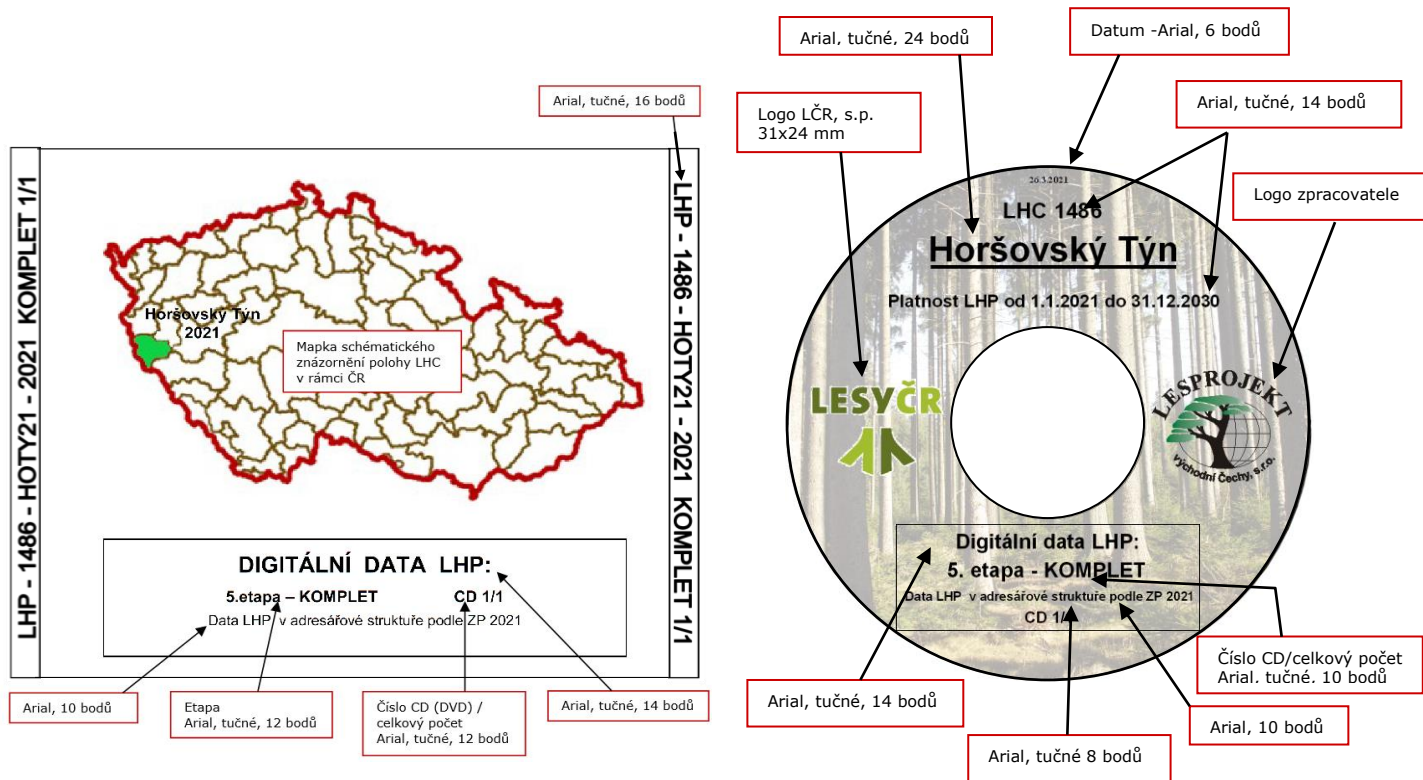 Arial, tučné, 16 bodů
LHP - 1486 - HOTY21 - 2021 KOMPLET 1/1
Horšovský Týn
2021
Mapka schématického
znázornění polohy LHC
v rámci ČR
LHP - 1486 - HOTY21 - 2021 KOMPLET 1/1
DIGITÁLNÍ DATA LHP:
5.etapa – KOMPLET CD 1/1
Data LHP v adresářové struktuře podle ZP 2021
Arial, 10 bodů
Etapa
Arial, tučné, 12 bodů
Číslo CD (DVD) /
celkový počet
Arial, tučné, 12 bodů
Arial, tučné, 14 bodů
Arial, tučné, 24 bodů
Datum -Arial, 6 bodů
Logo LČR, s.p.
31x24 mm
Arial, tučné, 14 bodů
Logo zpracovatele
26.3.2021
LHC 1486
Horšovský Týn
Platnost LHP od 1.1.2021 do 31.12.2030
LESYČR
LESPROJEKT
východní Čechy, s.r.o.
Digitální data LHP:
5. etapa - KOMPLET
Data LHP v adresářové struktuře podle ZP 2021
CD 1/
Číslo CD/celkový počet
Arial. tučné. 10 bodů
Arial, tučné, 14 bodů
Arial, 10 bodů
Arial, tučné 8 bodů